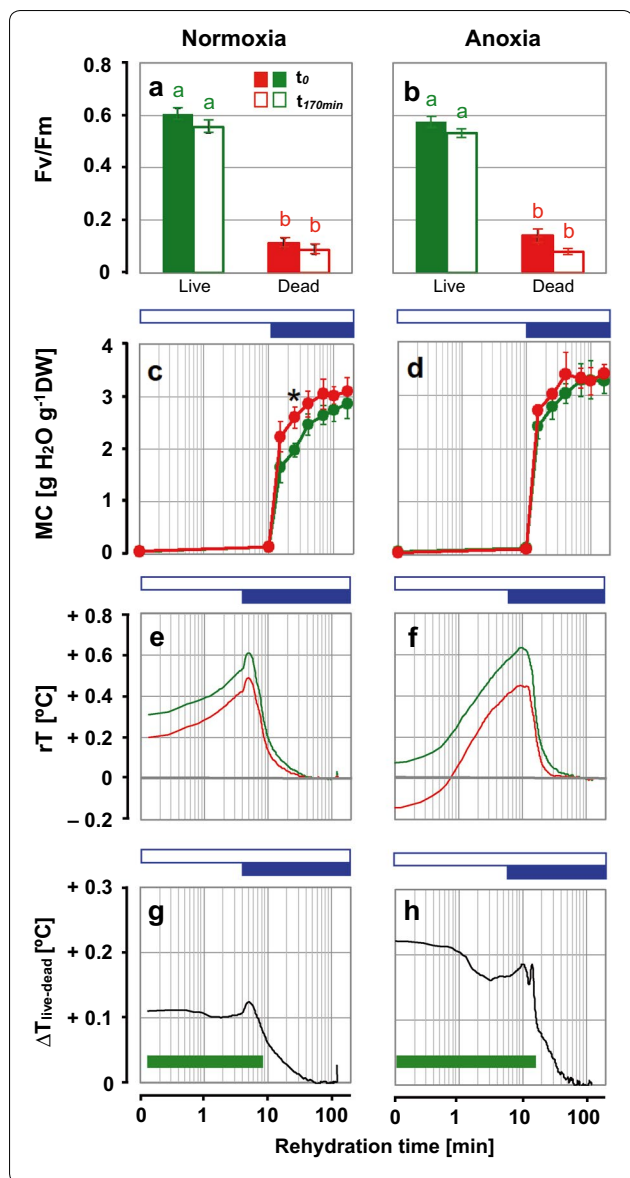 Normoxia Anoxia
0.8
0.6
0.4
0.2
0
Fv/Fm
a
a a
t0
t170min
b b
Live Dead
b
a a
b b
Live Dead
4
3
2
1
0
MC [g H2O g-1DW]
c
*
d
+ 0.8
+ 0.6
+ 0.4
+ 0.2
0
– 0.2
rT [ºC]
e
f
+ 0.3
+ 0.2
+ 0.1
0
ΔTlive-dead [ºC]
g
h
0 1 10 100 0 1 10 100
Rehydration time [min]